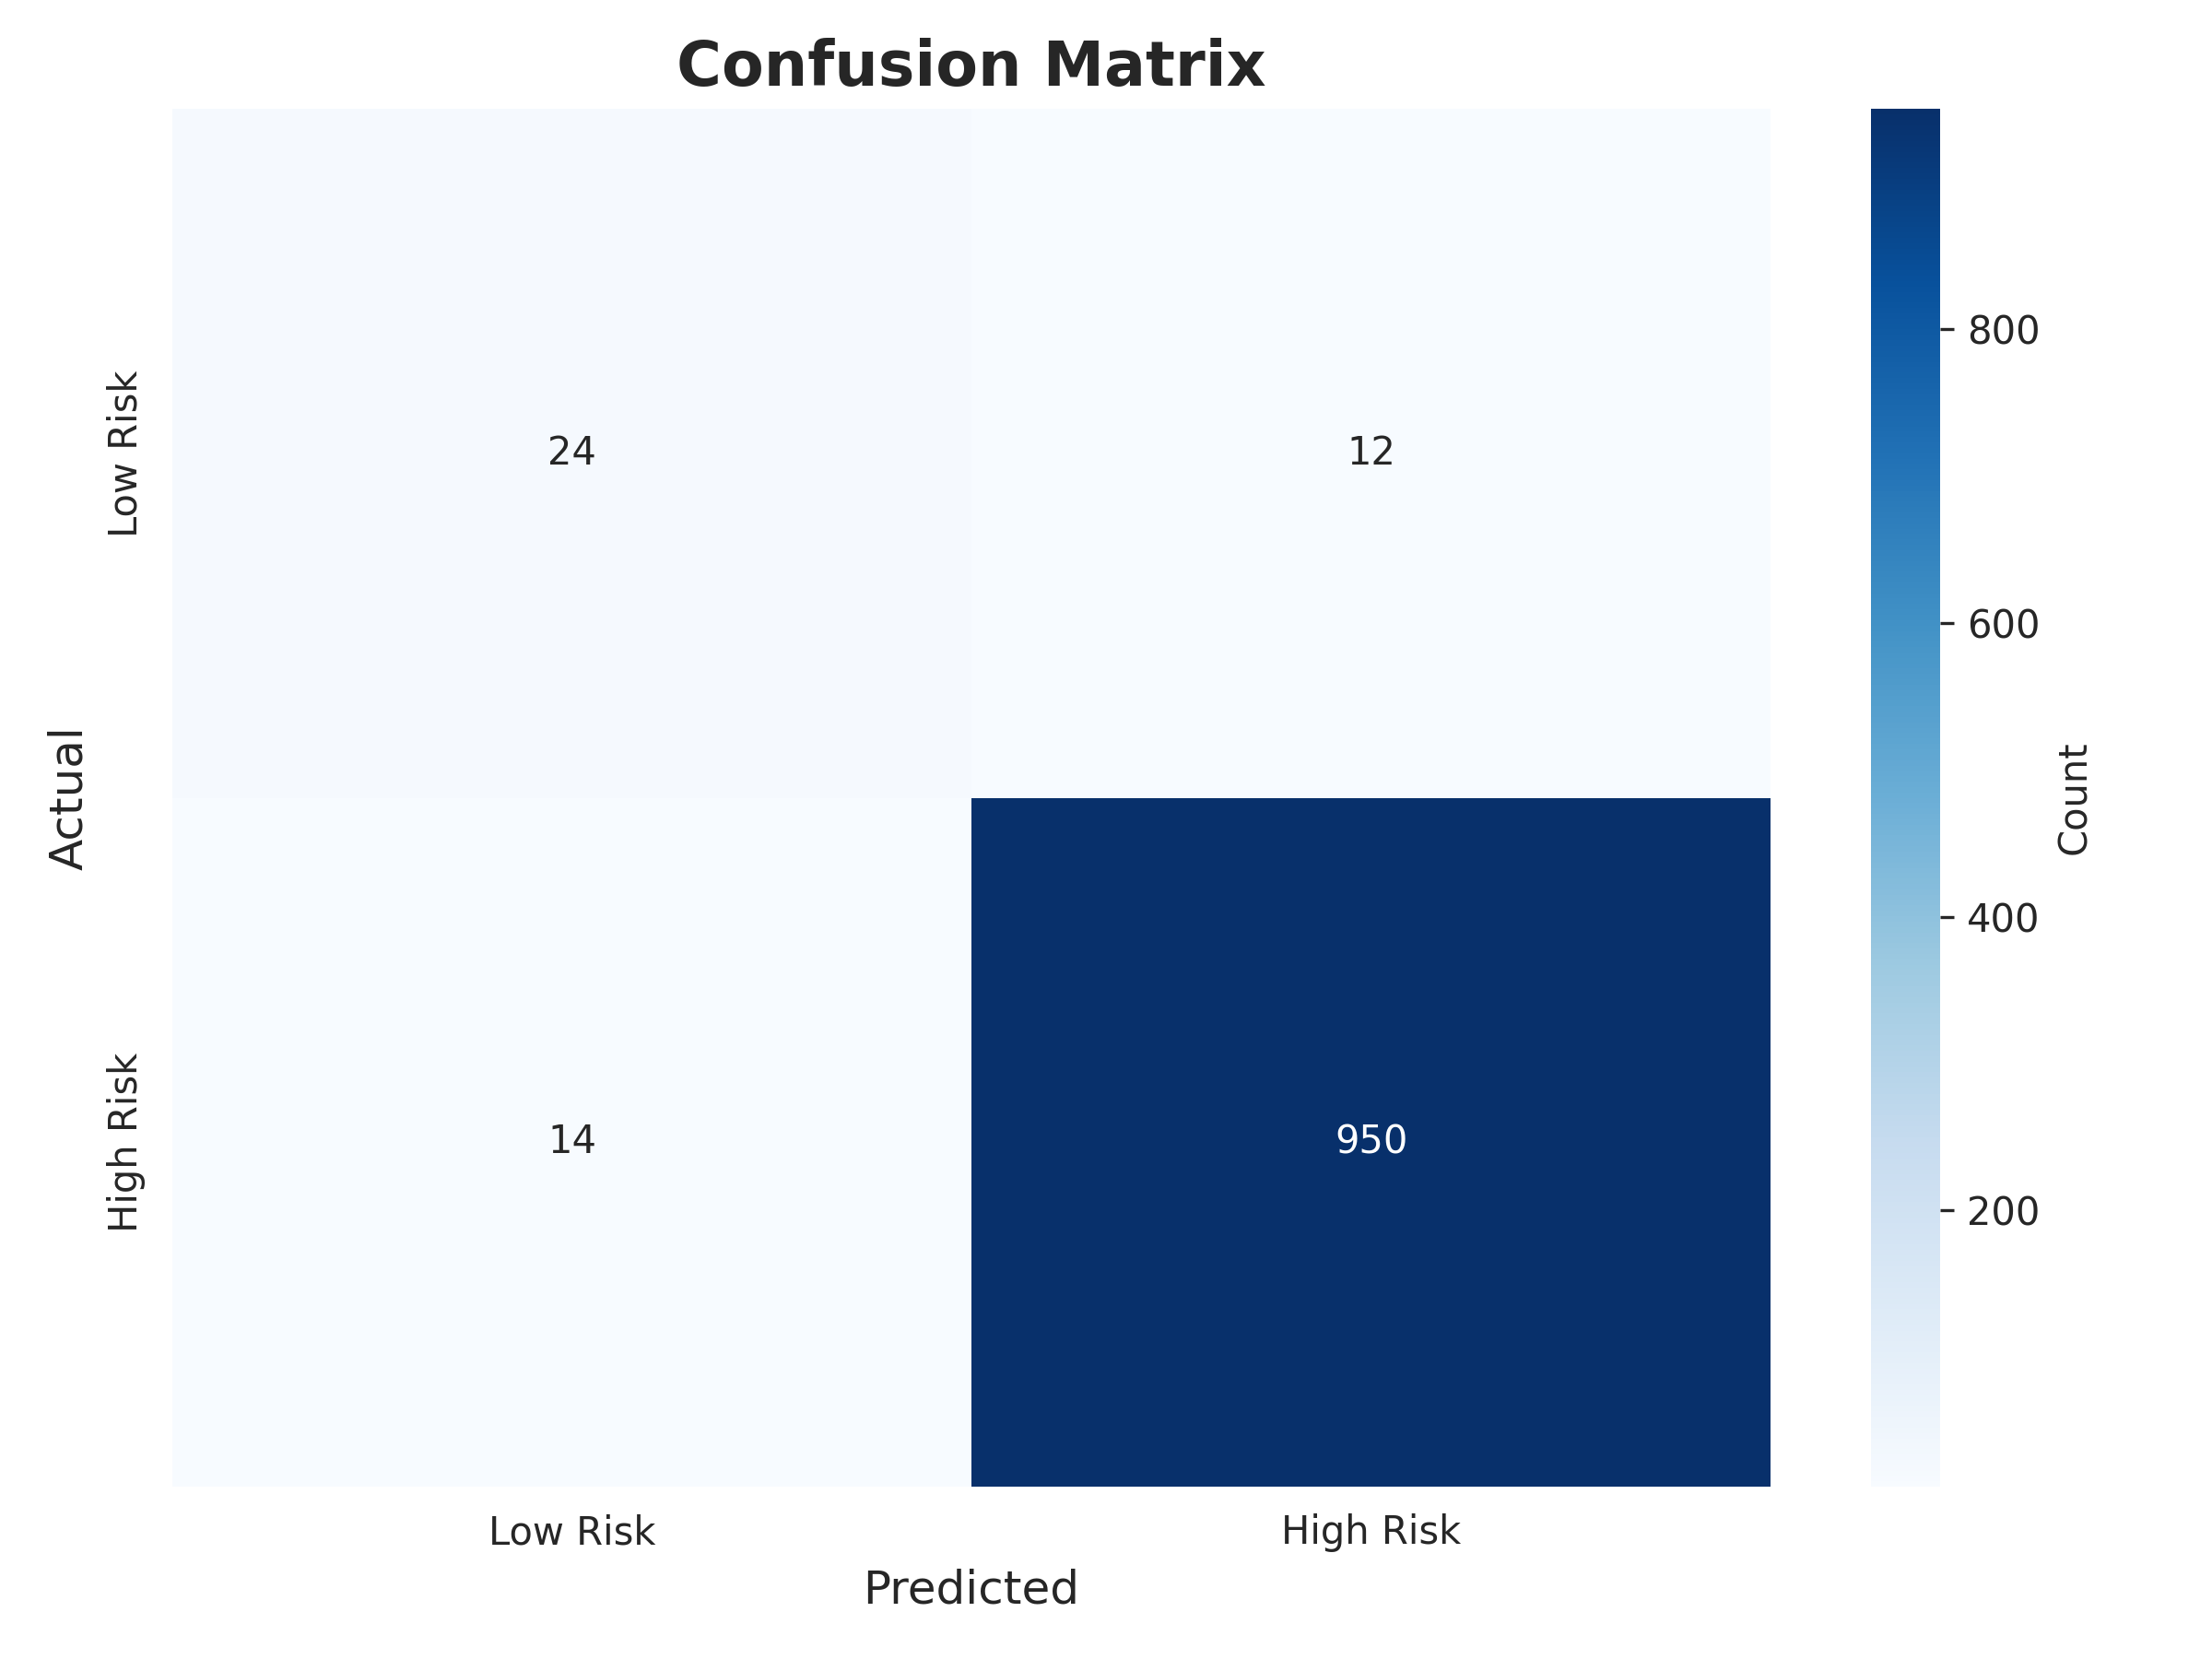 Confusion Matrix
Actual
Low Risk
24
12
High Risk
14
950
Low Risk
High Risk
Predicted
800
600
400
200
Count